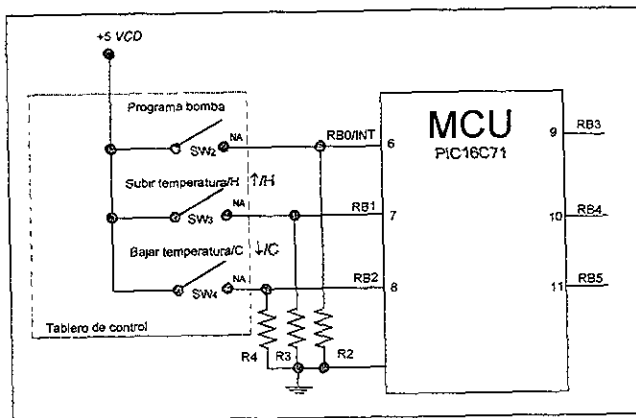 +5 VCD
Programa bomba
NA
SW2
RB0/INT
6
MCU
PIC16C71
9
RB3
Subir temperatura/H ↑/H
NA
SW3
RB1
7
10
RB4
Bajar temperatura/C ↓/C
NA
SW4
RB2
8
11
RB5
Tablero de control
R4
R3
R2